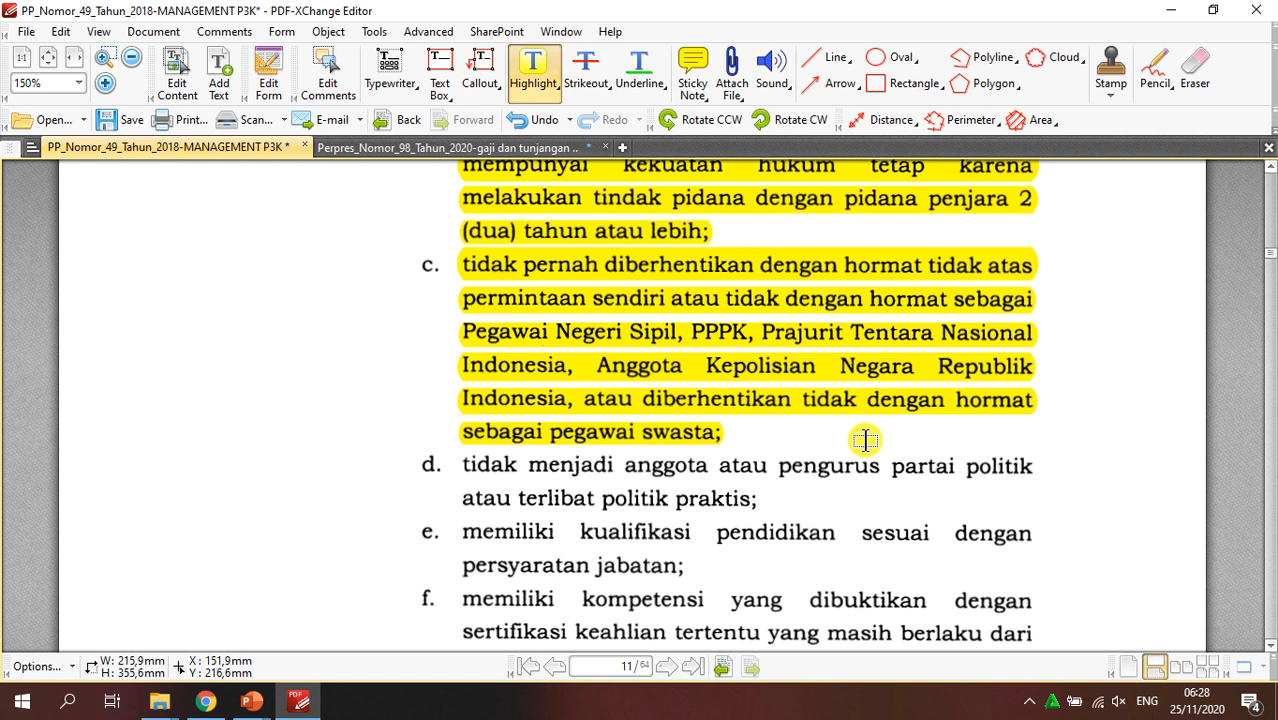 PP_Nomor_49_Tahun_2018-MANAGEMENT P3K* - PDF-XChange Editor
File Edit View Document Comments Form Object Tools Advanced SharePoint Window Help
150%
Edit Content
Add Text
Edit Form
Edit Comments
Typewriter
Text Box
Callout
Highlight
Strikeout
Underline
Sticky Note
Attach File
Sound
Line
Arrow
Oval
Rectangle
Polyline
Polygon
Cloud
Stamp
Pencil
Eraser
Open... Save Print... Scan... E-mail Back Forward Undo Redo Rotate CCW Rotate CW Distance Perimeter Area
PP_Nomor_49_Tahun_2018-MANAGEMENT P3K * Perpres_Nomor_98_Tahun_2020-gaji dan tunjangan .. *
mempunyai kekuatan hukum tetap karena
melakukan tindak pidana dengan pidana penjara 2
(dua) tahun atau lebih;
c. tidak pernah diberhentikan dengan hormat tidak atas
permintaan sendiri atau tidak dengan hormat sebagai
Pegawai Negeri Sipil, PPPK, Prajurit Tentara Nasional
Indonesia, Anggota Kepolisian Negara Republik
Indonesia, atau diberhentikan tidak dengan hormat
sebagai pegawai swasta;
d. tidak menjadi anggota atau pengurus partai politik
atau terlibat politik praktis;
e. memiliki kualifikasi pendidikan sesuai dengan
persyaratan jabatan;
f. memiliki kompetensi yang dibuktikan dengan
sertifikasi keahlian tertentu yang masih berlaku dari
Options... W: 215,9mm X: 151,9mm 11 / 64
H: 355,6mm Y: 216,6mm
ENG 06:28
25/11/2020 4